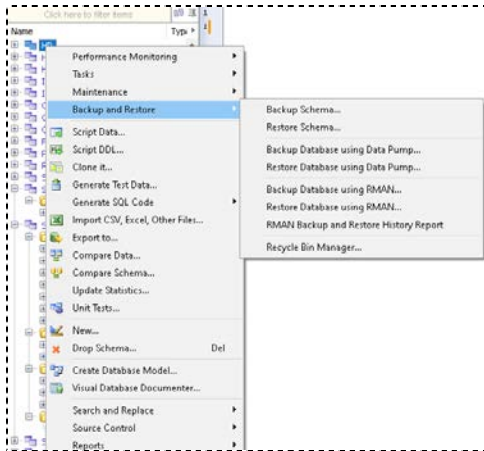 Click here to filter items
Name
Type
HR
Performance Monitoring
Tasks
Maintenance
Backup and Restore
Script Data...
Script DDL...
Clone it...
Generate Test Data...
Generate SQL Code
Import CSV, Excel, Other Files...
Export to...
Compare Data...
Compare Schema...
Update Statistics...
Unit Tests...
New...
Drop Schema... Del
Create Database Model...
Visual Database Documenter...
Search and Replace
Source Control
Reports
Backup Schema...
Restore Schema...
Backup Database using Data Pump...
Restore Database using Data Pump...
Backup Database using RMAN...
Restore Database using RMAN...
RMAN Backup and Restore History Report
Recycle Bin Manager...
1